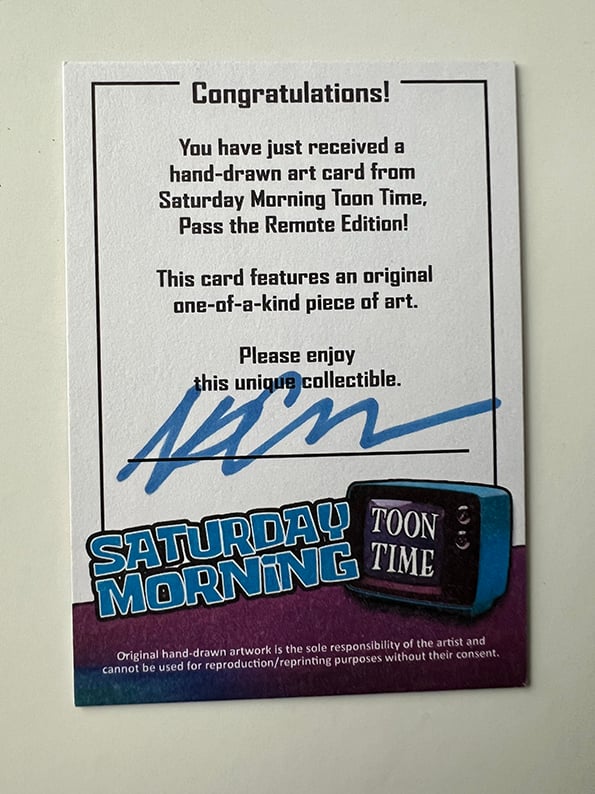 Congratulations!
You have just received a
hand-drawn art card from
Saturday Morning Toon Time,
Pass the Remote Edition!
This card features an original
one-of-a-kind piece of art.
Please enjoy
this unique collectible.
SATURDAY
MORNiNG
TOON
TIME
Original hand-drawn artwork is the sole responsibility of the artist and
cannot be used for reproduction/reprinting purposes without their consent.